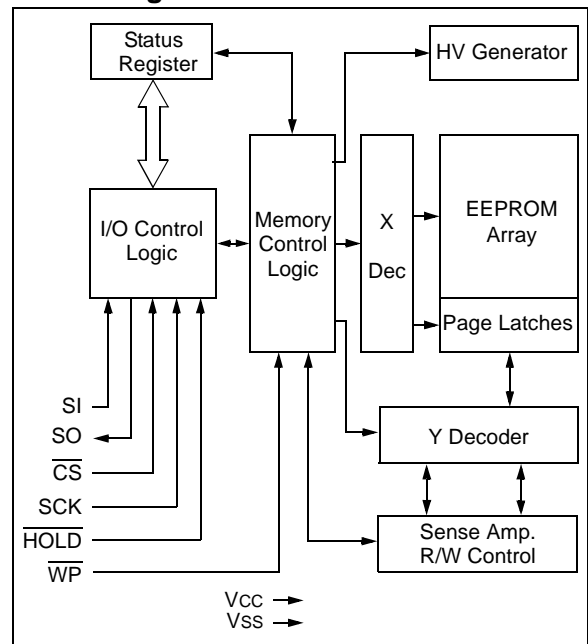 Status
Register
HV Generator
I/O Control
Logic
Memory
Control
Logic
X
Dec
EEPROM
Array
Page Latches
SI
SO
CS
SCK
HOLD
WP
Y Decoder
Sense Amp.
R/W Control
VCC
VSS